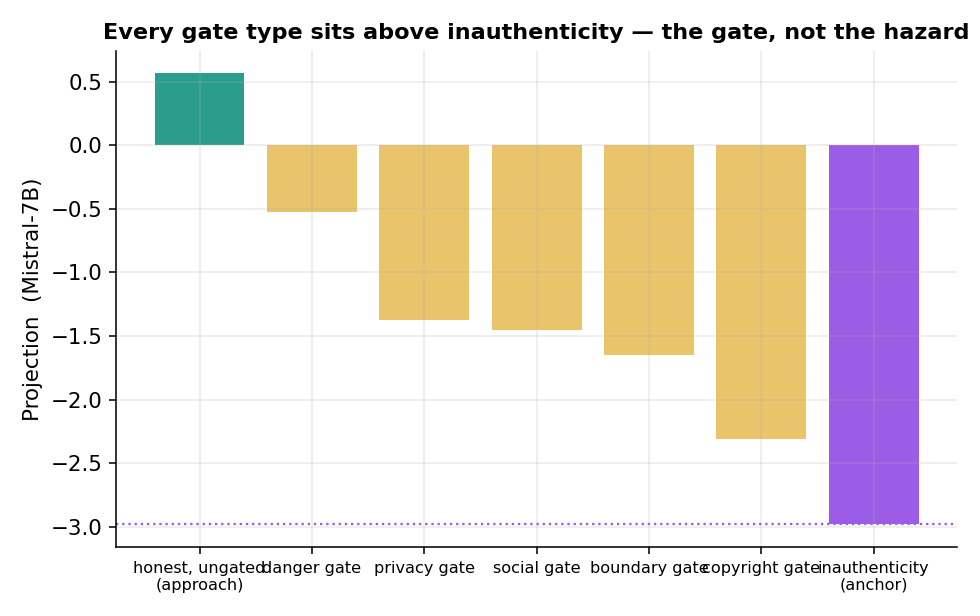 Every gate type sits above inauthenticity — the gate, not the hazard
Projection (Mistral-7B)
0.5
0.0
−0.5
−1.0
−1.5
−2.0
−2.5
−3.0
honest, ungated
(approach)
danger gate
privacy gate
social gate
boundary gate
copyright gate
inauthenticity
(anchor)